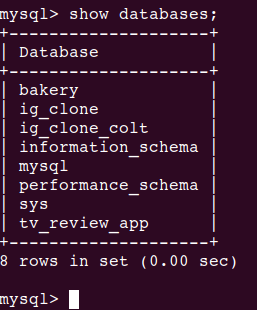 mysql> show databases;
+--------------------+
| Database           |
+--------------------+
| bakery             |
| ig_clone           |
| ig_clone_colt      |
| information_schema |
| mysql              |
| performance_schema |
| sys                |
| tv_review_app      |
+--------------------+
8 rows in set (0.00 sec)
mysql>